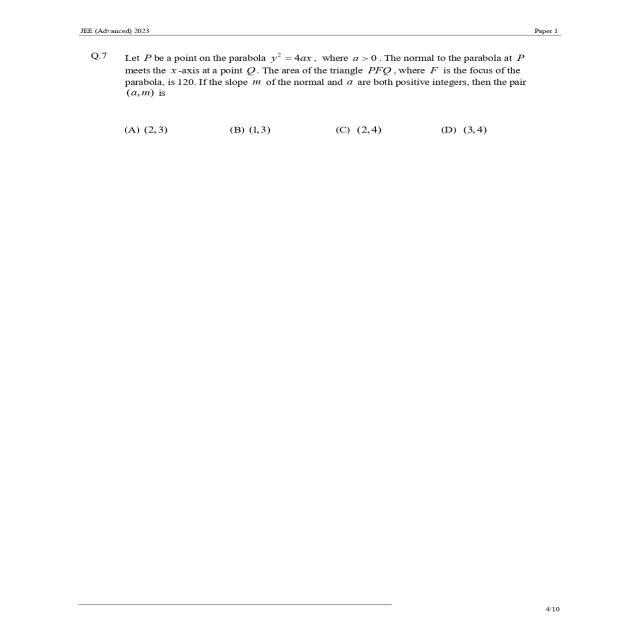 JEE (Advanced) 2023 Paper 1
Q.7 Let P be a point on the parabola y² = 4ax, where a > 0. The normal to the parabola at P
meets the x-axis at a point Q. The area of the triangle PFQ, where F is the focus of the
parabola, is 120. If the slope m of the normal and a are both positive integers, then the pair
(a, m) is
(A) (2, 3) (B) (1, 3) (C) (2, 4) (D) (3, 4)
4/10